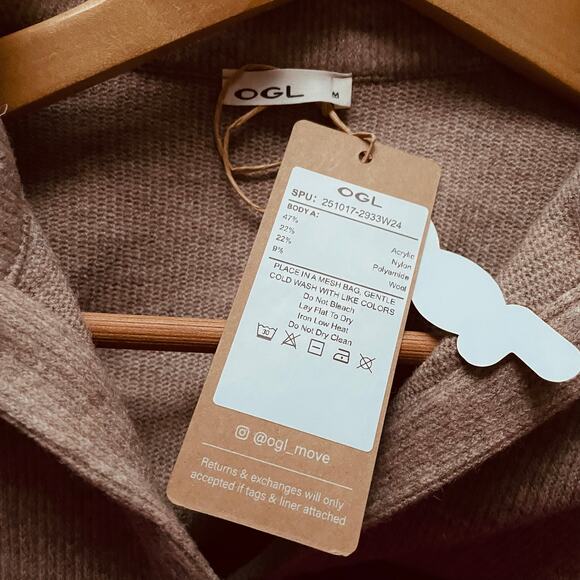 OGL
M
OGL
SPU: 251017-2933W24
BODY A:
47% Acrylic
22% Nylon
22% Polyamide
9% Wool
PLACE IN A MESH BAG, GENTLE
COLD WASH WITH LIKE COLORS
Do Not Bleach
Lay Flat To Dry
Iron Low Heat
Do Not Dry Clean
30
@ogl_move
Returns & exchanges will only
accepted if tags & liner attached